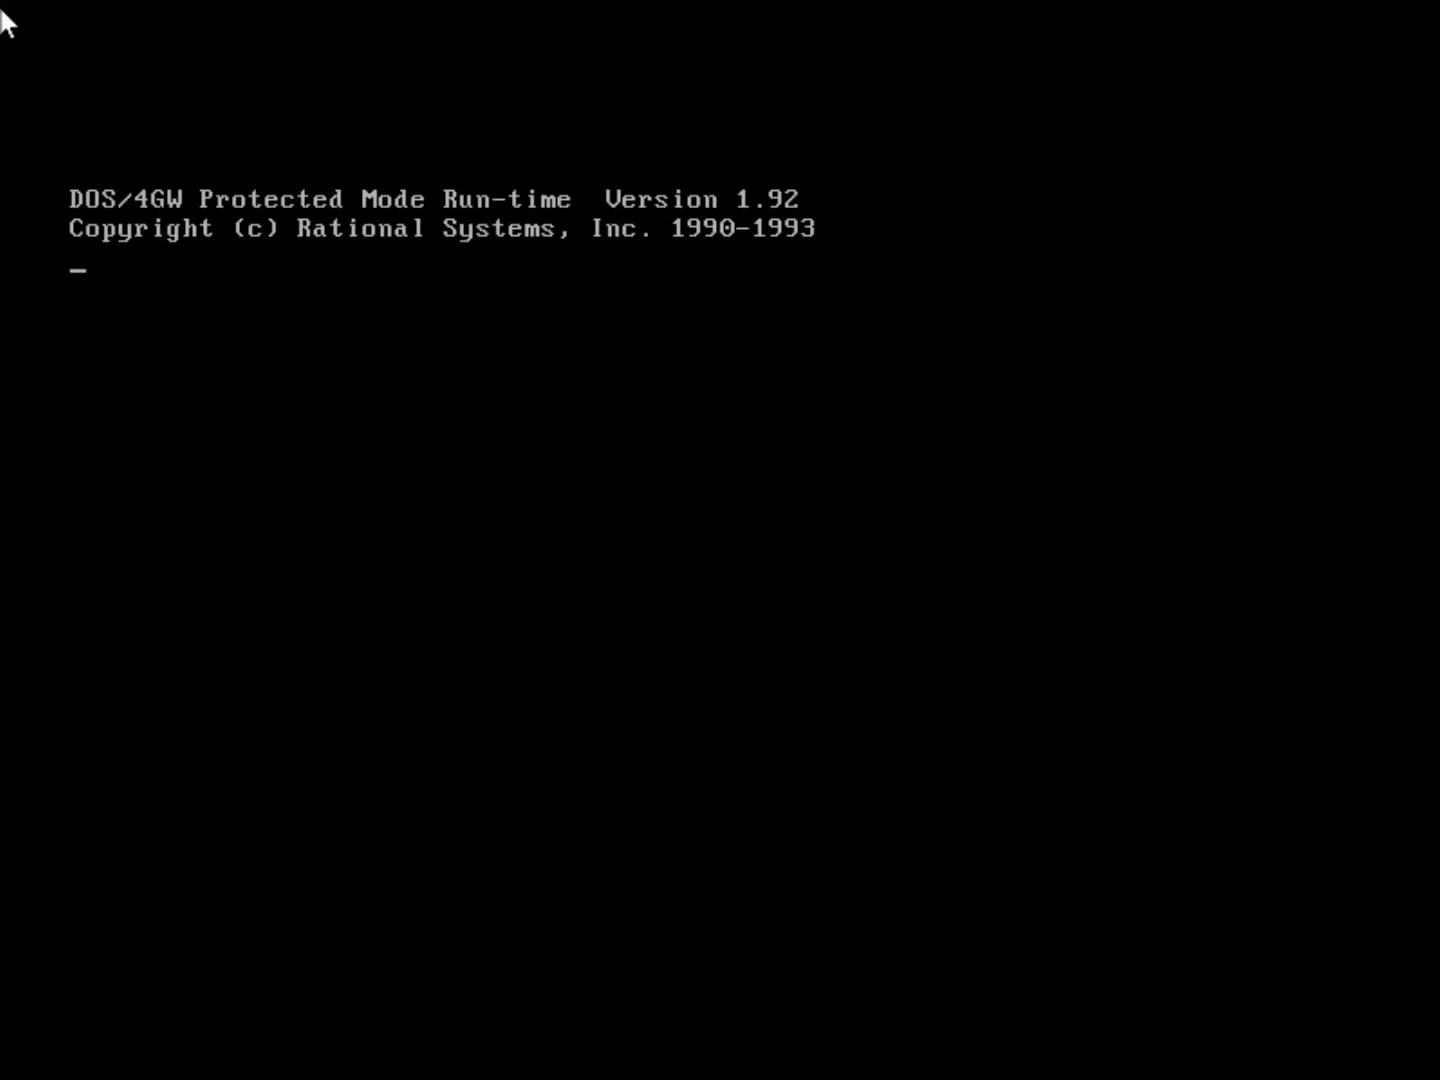 DOS/4GW Protected Mode Run-time  Version 1.92
Copyright (c) Rational Systems, Inc. 1990-1993